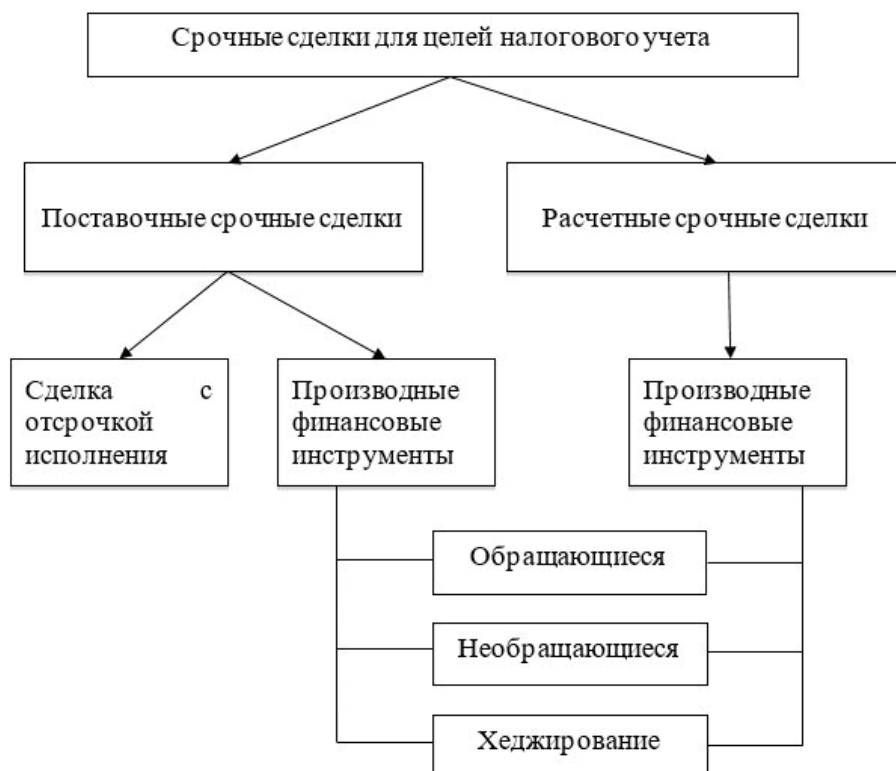 Срочные сделки для целей налогового учета
Поставочные срочные сделки
Расчетные срочные сделки
Сделка с
отсрочкой
исполнения
Производные
финансовые
инструменты
Производные
финансовые
инструменты
Обращающиеся
Необращающиеся
Хеджирование